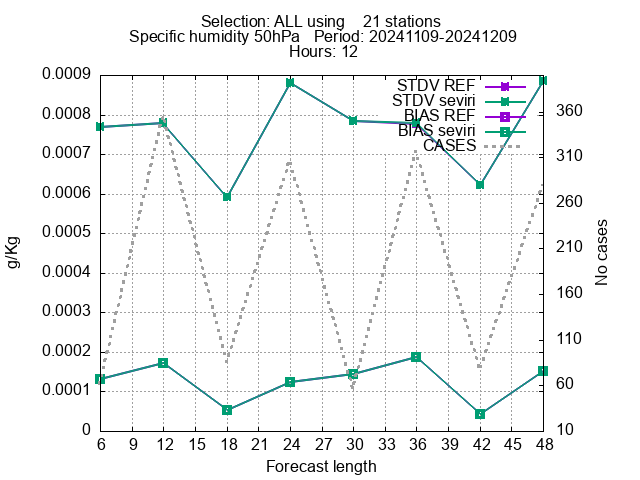 Selection: ALL using    21 stations
Specific humidity 50hPa   Period: 20241109-20241209
Hours: 12
STDV REF
STDV seviri
BIAS REF
BIAS seviri
CASES
g/Kg
0.0009
0.0008
0.0007
0.0006
0.0005
0.0004
0.0003
0.0002
0.0001
0
No cases
360
310
260
210
160
110
60
10
6 9 12 15 18 21 24 27 30 33 36 39 42 45 48
Forecast length